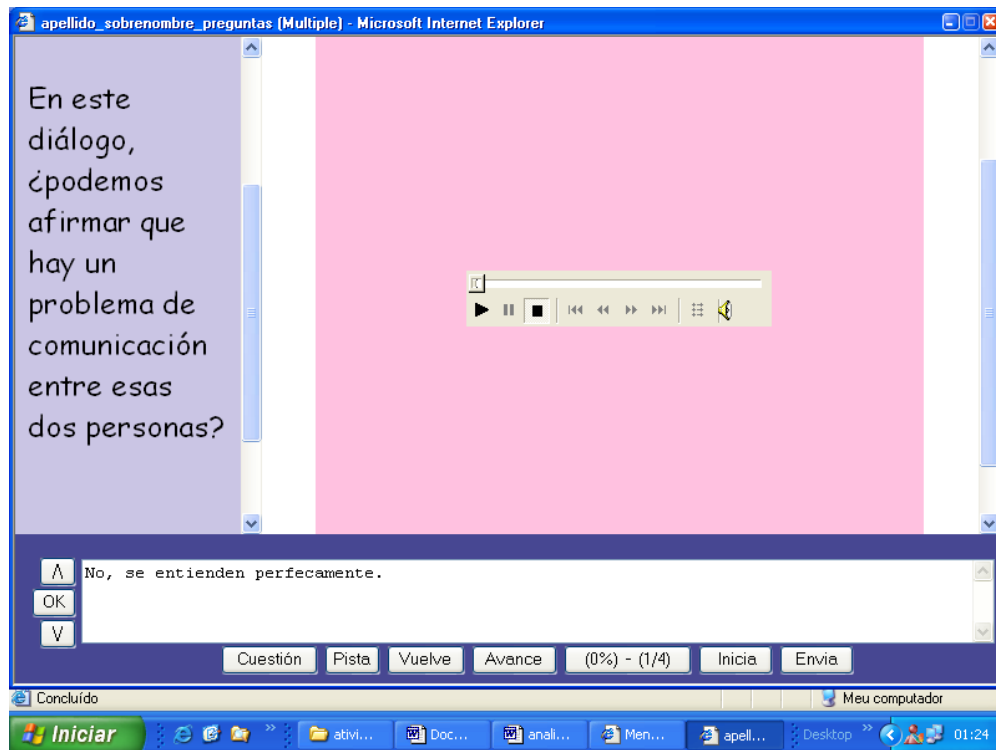 apellido_sobrenombre_preguntas (Multiple) - Microsoft Internet Explorer
En este
diálogo,
¿podemos
afirmar que
hay un
problema de
comunicación
entre esas
dos personas?
Λ
No, se entienden perfecamente.
OK
V
Cuestión Pista Vuelve Avance (0%) - (1/4) Inicia Envia
Concluído Meu computador
Iniciar » ativi... Doc... anali... Men... apell... Desktop » 01:24